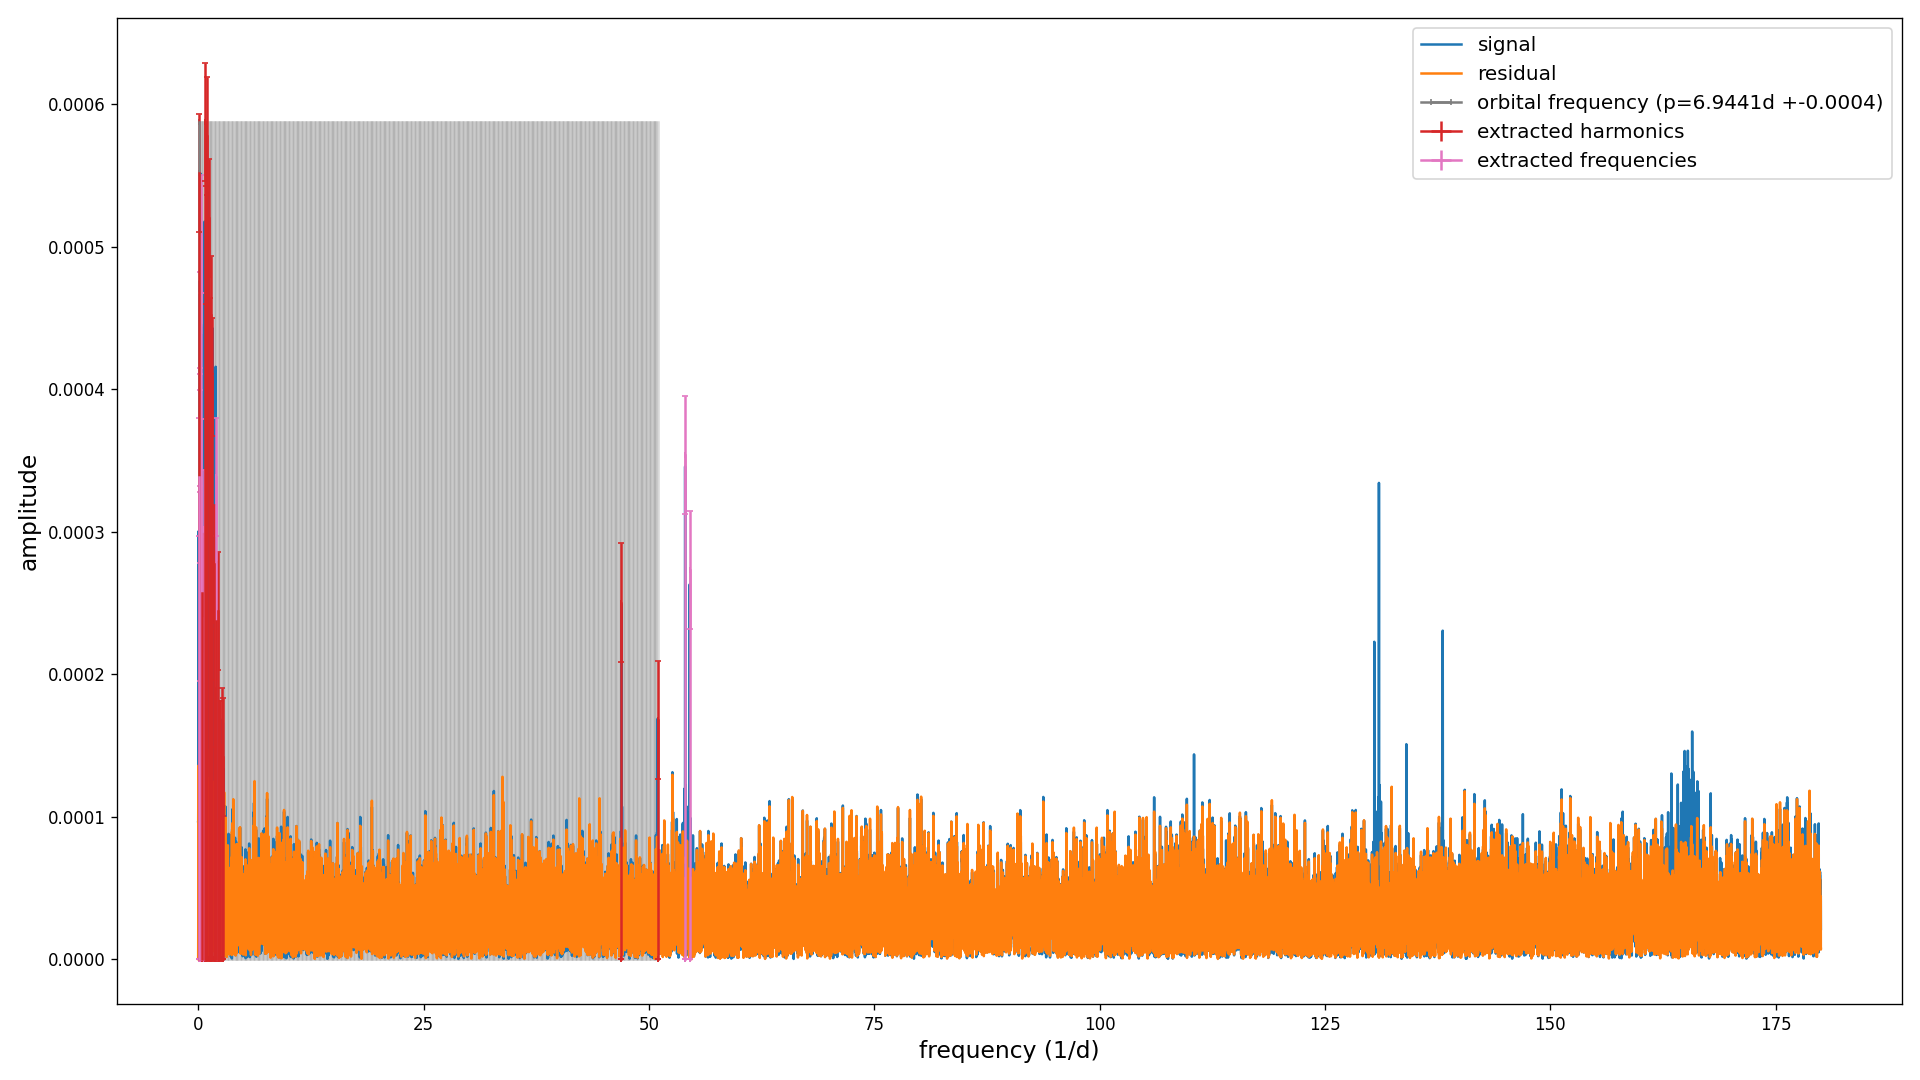 signal
residual
orbital frequency (p=6.9441d +-0.0004)
extracted harmonics
extracted frequencies
0.0006
0.0005
0.0004
0.0003
0.0002
0.0001
0.0000
amplitude
0 25 50 75 100 125 150 175
frequency (1/d)